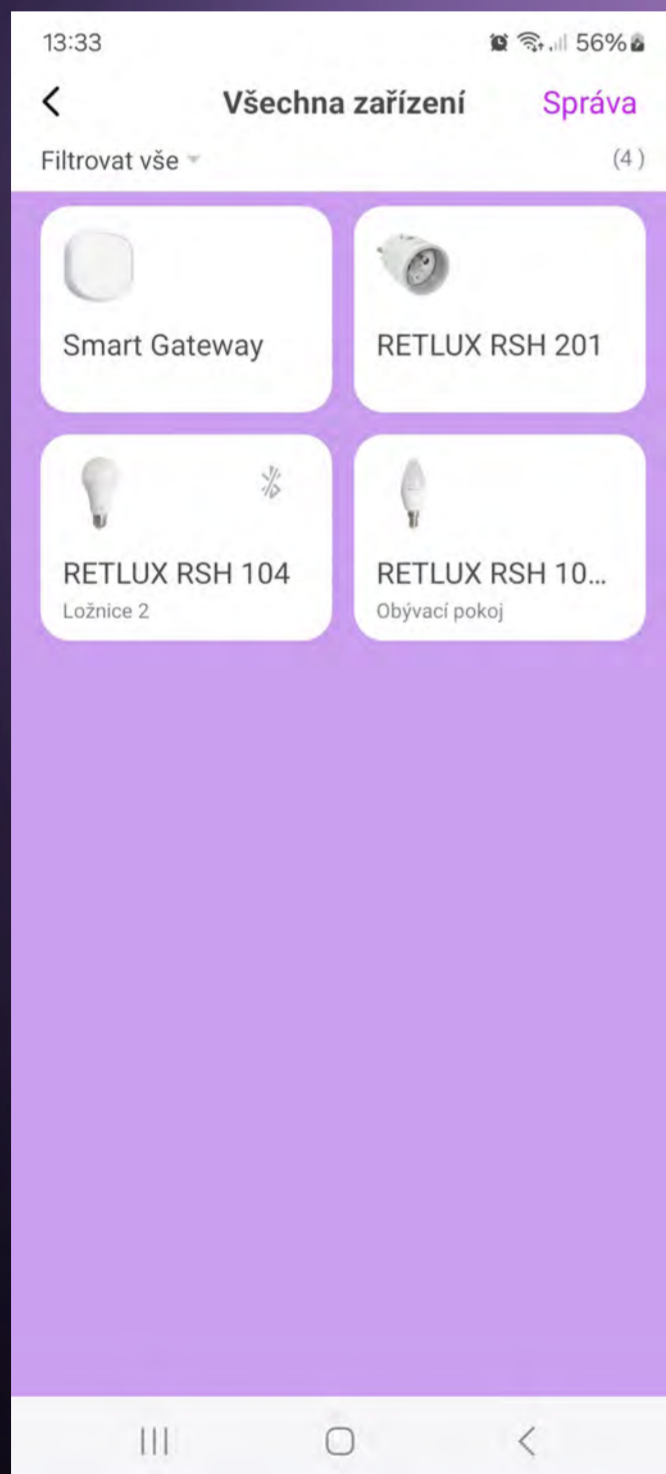 13:33 56%
Všechna zařízení Správa
Filtrovat vše (4)
Smart Gateway RETLUX RSH 201
RETLUX RSH 104 RETLUX RSH 10...
Ložnice 2 Obývací pokoj